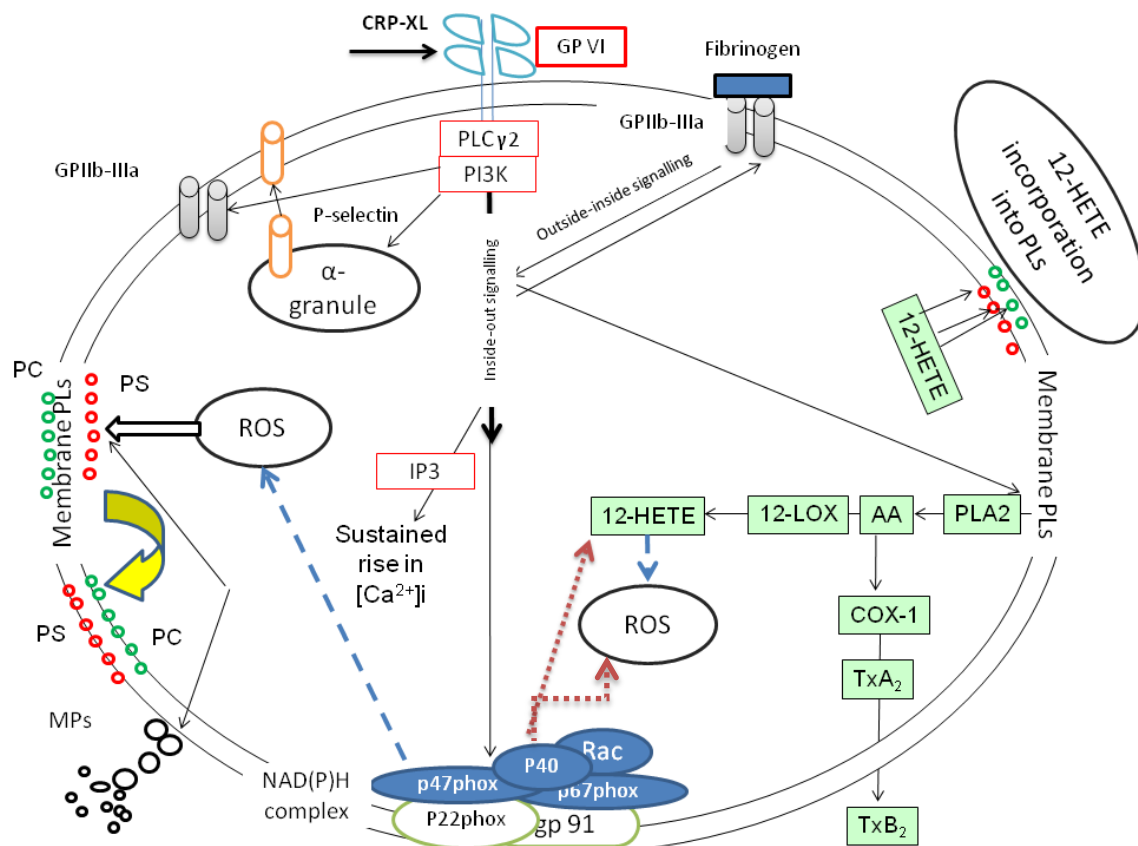 CRP-XL
GP VI
Fibrinogen
PLCγ2
PI3K
GPIIb-IIIa
GPIIb-IIIa
P-selectin
α-
granule
Outside-inside signalling
Inside-out signalling
12-HETE
incorporation
into PLs
12-HETE
PC
PS
Membrane PLs
ROS
IP3
Sustained
rise in
[Ca²⁺]i
Membrane PLs
12-HETE
12-LOX
AA
PLA2
ROS
COX-1
TxA₂
TxB₂
PS
PC
MPs
NAD(P)H
complex
p47phox
P40
Rac
p67phox
P22phox
gp 91